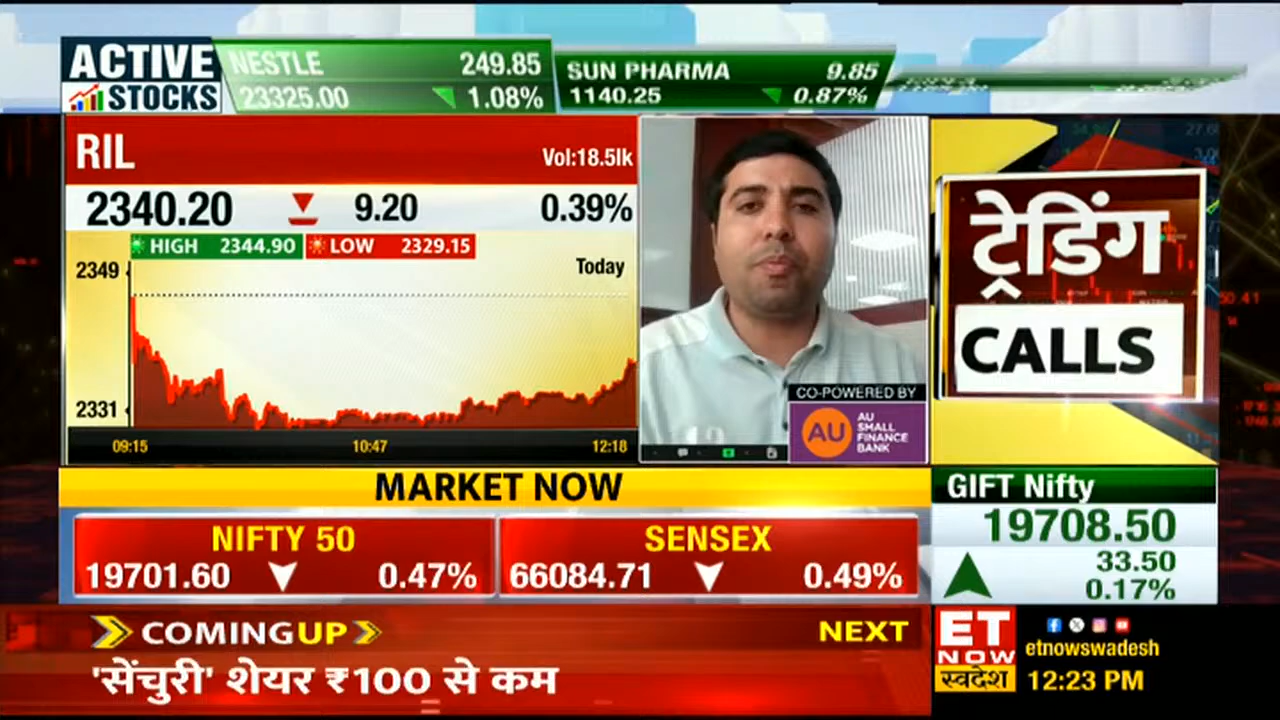 ACTIVE
STOCKS
NESTLE 249.85
23325.00 1.08%
SUN PHARMA 9.85
1140.25 0.87%
RIL
Vol:18.5lk
2340.20 9.20 0.39%
HIGH 2344.90 LOW 2329.15
Today
2349
2331
09:15 10:47 12:18
CO-POWERED BY
AU
AU
SMALL
FINANCE
BANK
ट्रेडिंग
CALLS
MARKET NOW
NIFTY 50
19701.60 0.47%
SENSEX
66084.71 0.49%
GIFT Nifty
19708.50
33.50
0.17%
COMING UP
NEXT
'सेंचुरी' शेयर ₹100 से कम
ET
NOW
स्वदेश
etnowswadesh
12:23 PM